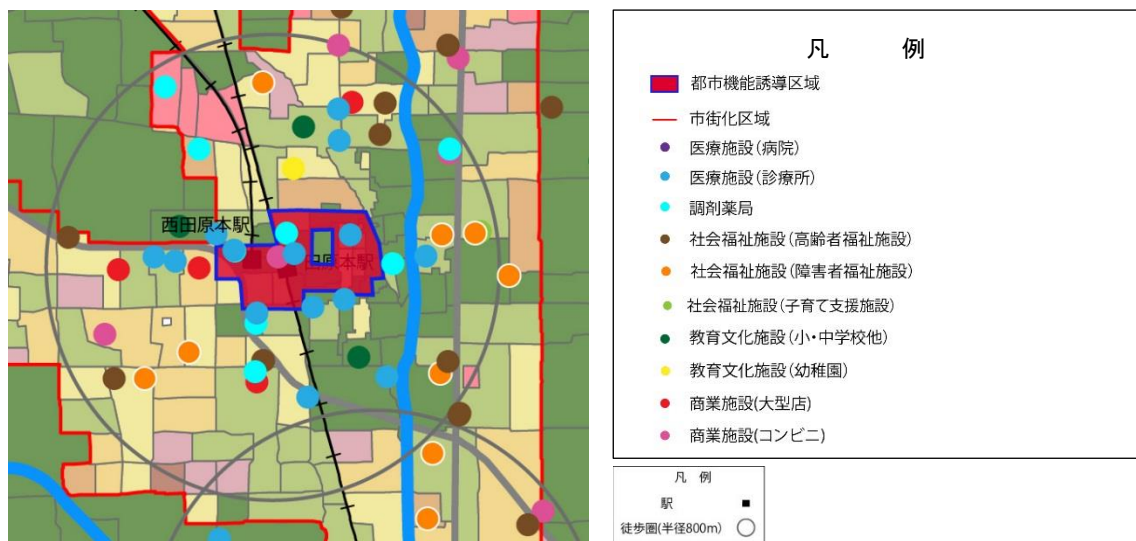 西田原本駅
田原本駅
凡 例
都市機能誘導区域
市街化区域
医療施設(病院)
医療施設(診療所)
調剤薬局
社会福祉施設(高齢者福祉施設)
社会福祉施設(障害者福祉施設)
社会福祉施設(子育て支援施設)
教育文化施設(小・中学校他)
教育文化施設(幼稚園)
商業施設(大型店)
商業施設(コンビニ)
凡 例
駅
徒歩圏(半径800m)